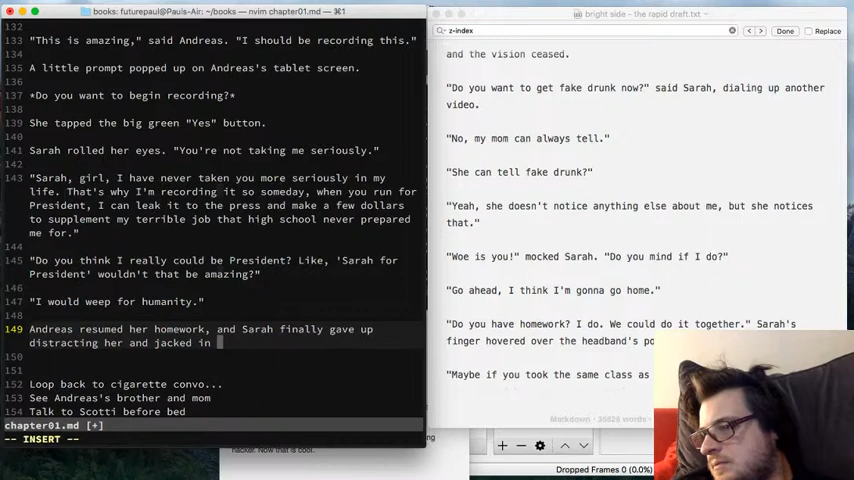 futurepaul@Pauls-Air: ~/books — nvim chapter01.md — ⌘1
132
133 "This is amazing," said Andreas. "I should be recording this."
134
135 A little prompt popped up on Andreas's tablet screen.
136
137 *Do you want to begin recording?*
138
139 She tapped the big green "Yes" button.
140
141 Sarah rolled her eyes. "You're not taking me seriously."
142
143 "Sarah, girl, I have never taken you more seriously in my
life. That's why I'm recording it so someday, when you run for
President, I can leak it to the press and make a few dollars
to supplement my terrible job that high school never prepared
me for."
144
145 "Do you think I really could be President? Like, 'Sarah for
President' wouldn't that be amazing?"
146
147 "I would weep for humanity."
148
149 Andreas resumed her homework, and Sarah finally gave up
distracting her and jacked in
150
151
152 Loop back to cigarette convo...
153 See Andreas's brother and mom
154 Talk to Scotti before bed
chapter01.md [+]
-- INSERT --
bright side – the rapid draft.txt
z-index
Done
Replace
and the vision ceased.
"Do you want to get fake drunk now?" said Sarah, dialing up another
video.
"No, my mom can always tell."
"She can tell fake drunk?"
"Yeah, she doesn't notice anything else about me, but she notices
that."
"Woe is you!" mocked Sarah. "Do you mind if I do?"
"Go ahead, I think I'm gonna go home."
"Do you have homework? I do. We could do it together." Sarah's
finger hovered over the headband's
"Maybe if you took the same class as
Markdown
words
honest with himself. Now that is cool.
Dropped Frames 0 (0.0%)